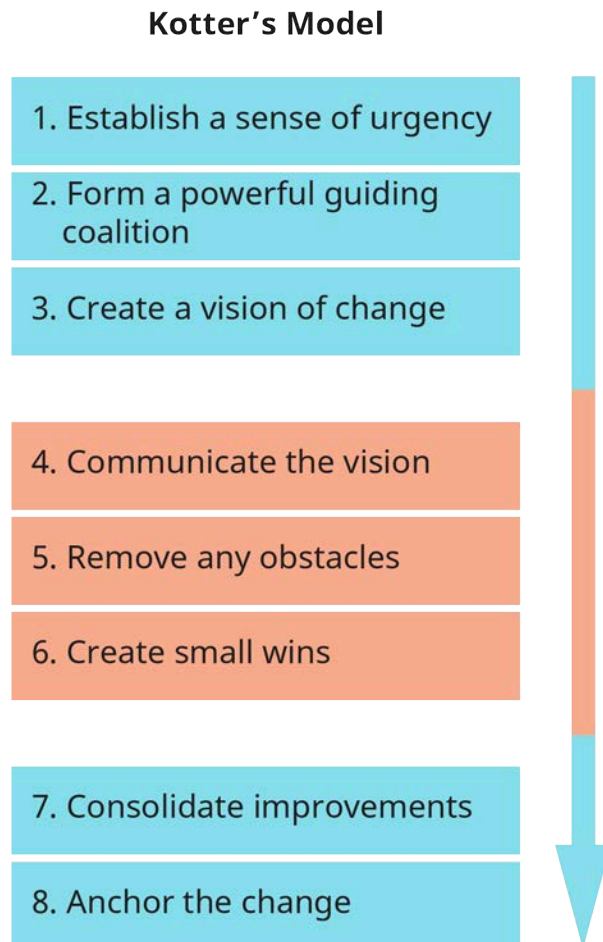 Kotter’s Model
1. Establish a sense of urgency
2. Form a powerful guiding
coalition
3. Create a vision of change
4. Communicate the vision
5. Remove any obstacles
6. Create small wins
7. Consolidate improvements
8. Anchor the change